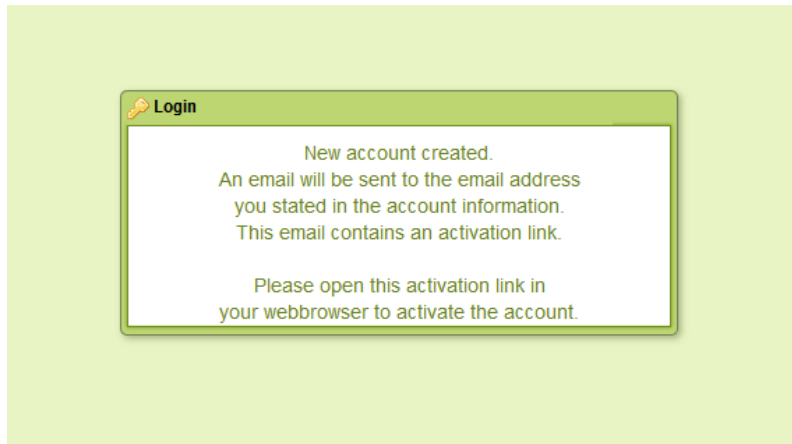 Login
New account created.
An email will be sent to the email address
you stated in the account information.
This email contains an activation link.
Please open this activation link in
your webbrowser to activate the account.